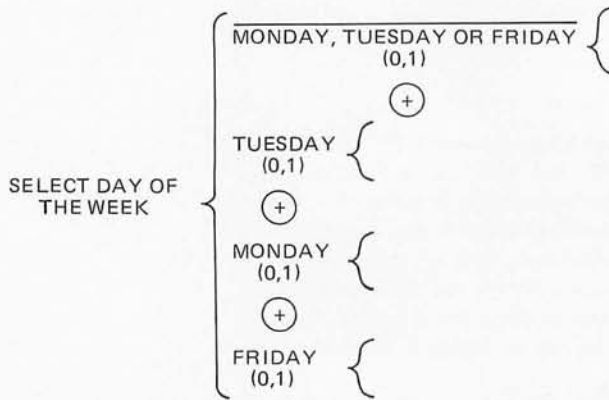 MONDAY, TUESDAY OR FRIDAY
(0,1)
+
TUESDAY
(0,1)
SELECT DAY OF
THE WEEK
+
MONDAY
(0,1)
+
FRIDAY
(0,1)